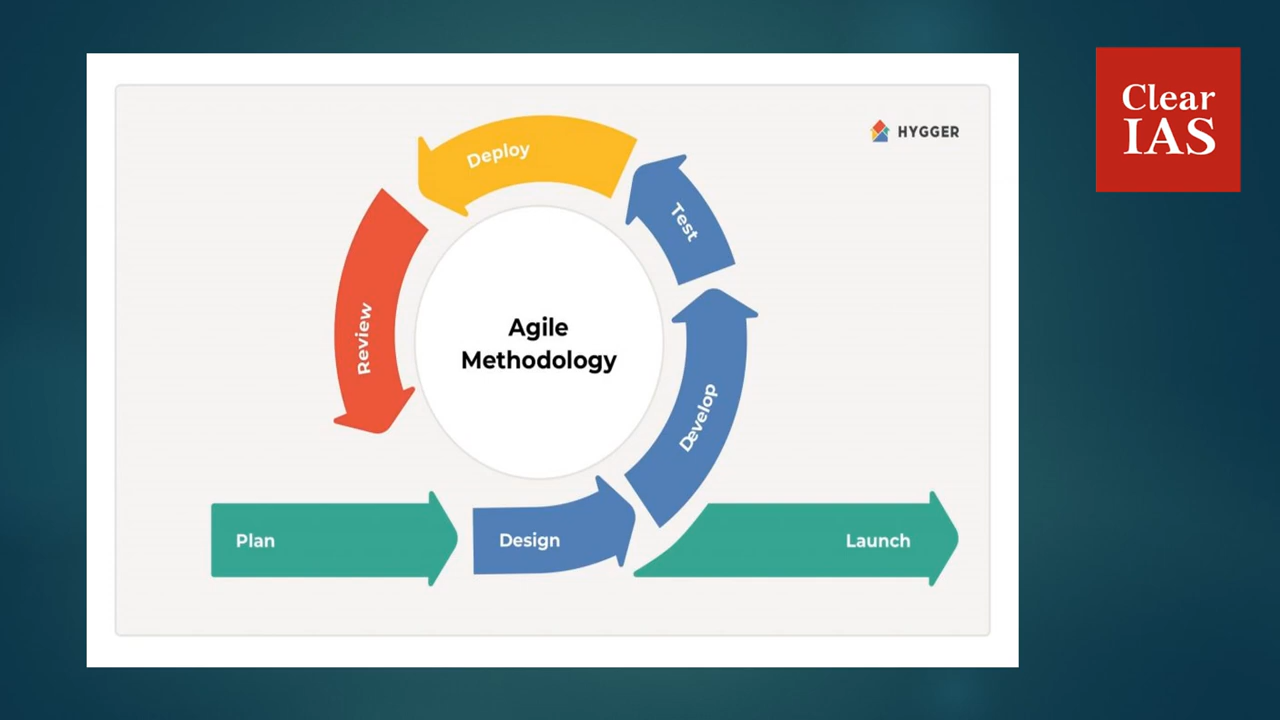 HYGGER
Clear
IAS
Deploy
Test
Review
Agile
Methodology
Develop
Plan
Design
Launch